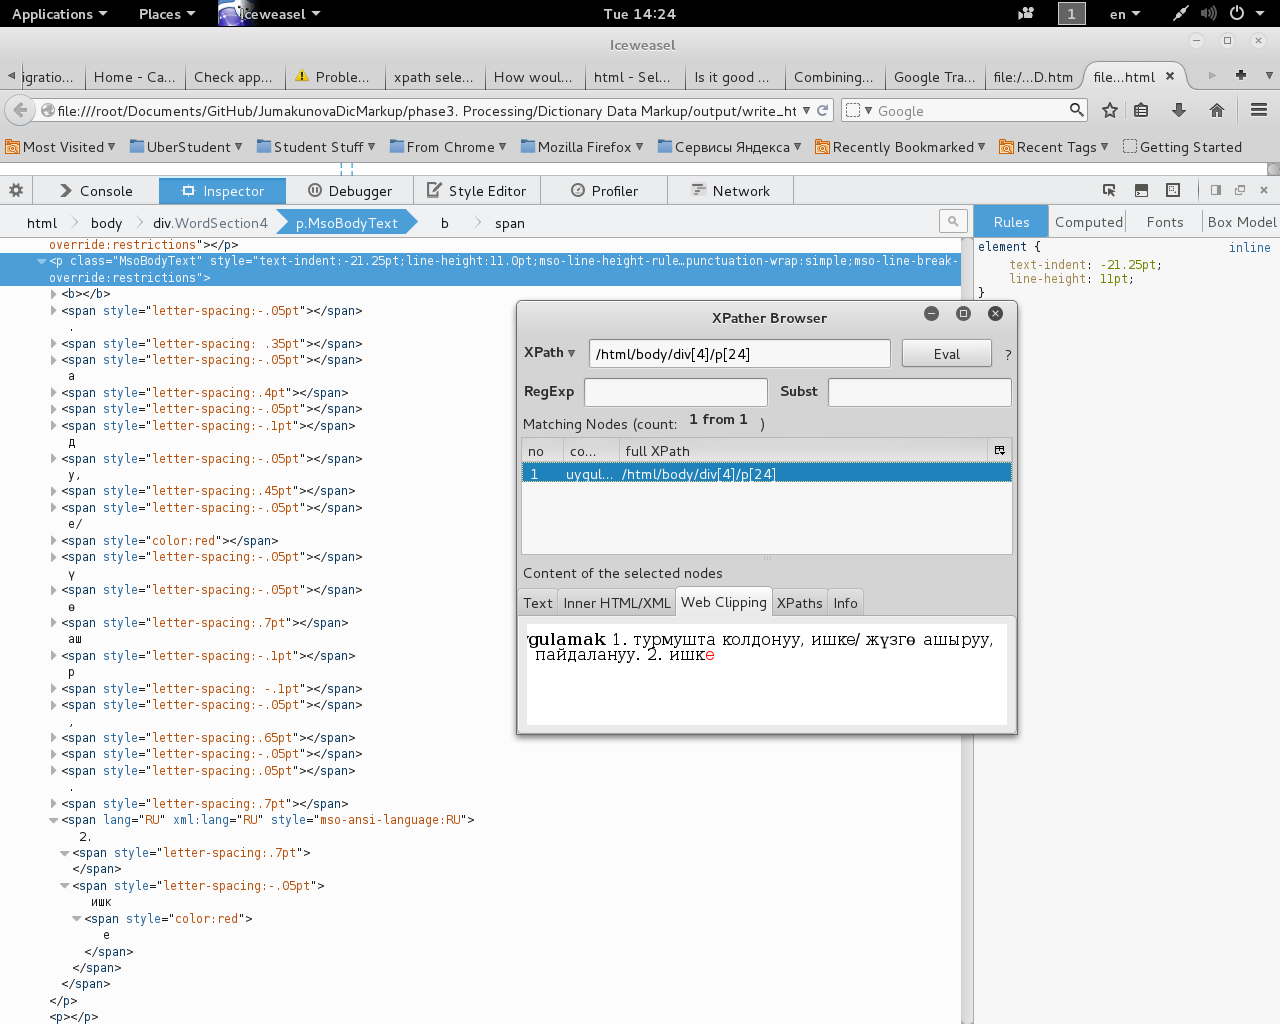 Applications Places Iceweasel Tue 14:24 1 en
Iceweasel
igratio... Home - Ca... Check app... Proble... xpath sele... How woul... html - Sel... Is it good ... Combining... Google Tra... file:/...D.htm file...html
file:///root/Documents/GitHub/JumakunovaDicMarkup/phase3. Processing/Dictionary Data Markup/output/write_ht Google
Most Visited UberStudent Student Stuff From Chrome Mozilla Firefox Сервисы Яндекса Recently Bookmarked Recent Tags Getting Started
Console Inspector Debugger Style Editor Profiler Network
html body div.WordSection4 p.MsoBodyText b span Rules Computed Fonts Box Model
override:restrictions"></p>
<p class="MsoBodyText" style="text-indent:-21.25pt;line-height:11.0pt;mso-line-height-rule…punctuation-wrap:simple;mso-line-break-
override:restrictions">
<b></b>
<span style="letter-spacing:-.05pt"></span>
.
<span style="letter-spacing: .35pt"></span>
<span style="letter-spacing:-.05pt"></span>
а
<span style="letter-spacing:.4pt"></span>
<span style="letter-spacing:-.05pt"></span>
<span style="letter-spacing:-.1pt"></span>
д
<span style="letter-spacing:-.05pt"></span>
у,
<span style="letter-spacing:.45pt"></span>
<span style="letter-spacing:-.05pt"></span>
е/
<span style="color:red"></span>
<span style="letter-spacing:-.05pt"></span>
ү
<span style="letter-spacing:-.05pt"></span>
ө
<span style="letter-spacing:.7pt"></span>
аш
<span style="letter-spacing:-.1pt"></span>
р
<span style="letter-spacing: -.1pt"></span>
<span style="letter-spacing:-.05pt"></span>
,
<span style="letter-spacing:.65pt"></span>
<span style="letter-spacing:-.05pt"></span>
<span style="letter-spacing:.05pt"></span>
.
<span style="letter-spacing:.7pt"></span>
<span lang="RU" xml:lang="RU" style="mso-ansi-language:RU">
2.
<span style="letter-spacing:.7pt">
</span>
<span style="letter-spacing:-.05pt">
ишк
<span style="color:red">
е
</span>
</span>
</span>
</p>
<p></p>
element { inline
text-indent: -21.25pt;
line-height: 11pt;
}
XPather Browser
XPath /html/body/div[4]/p[24] Eval ?
RegExp Subst
Matching Nodes (count: 1 from 1 )
no co... full XPath
1 uygul... /html/body/div[4]/p[24]
Content of the selected nodes
Text Inner HTML/XML Web Clipping XPaths Info
gulamak 1. турмушта колдонуу, ишке/ жүзгө ашыруу,
пайдалануу. 2. ишке